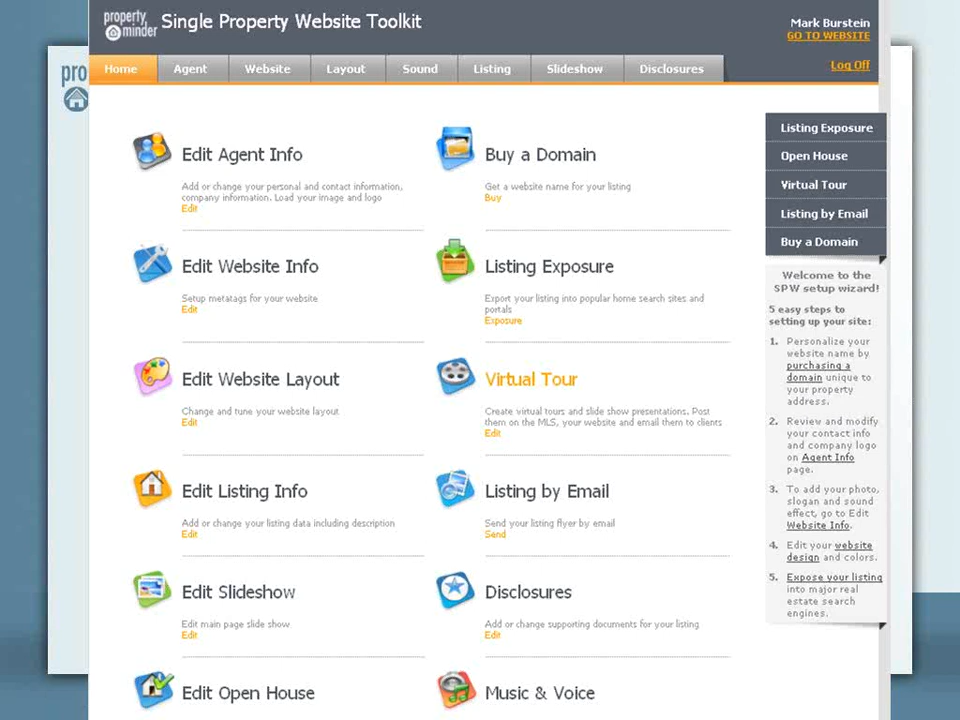 property minder
Single Property Website Toolkit
Mark Burstein
GO TO WEBSITE
Log Off
pro
Home
Agent
Website
Layout
Sound
Listing
Slideshow
Disclosures
Edit Agent Info
Add or change your personal and contact information,
company information. Load your image and logo
Edit
Buy a Domain
Get a website name for your listing
Buy
Edit Website Info
Setup metatags for your website
Edit
Listing Exposure
Export your listing into popular home search sites and
portals
Exposure
Edit Website Layout
Change and tune your website layout
Edit
Virtual Tour
Create virtual tours and slide show presentations. Post
them on the MLS, your website and email them to clients
Edit
Edit Listing Info
Add or change your listing data including description
Edit
Listing by Email
Send your listing flyer by email
Send
Edit Slideshow
Edit main page slide show
Edit
Disclosures
Add or change supporting documents for your listing
Edit
Edit Open House
Music & Voice
Listing Exposure
Open House
Virtual Tour
Listing by Email
Buy a Domain
Welcome to the
SPW setup wizard!
5 easy steps to
setting up your site:
1. Personalize your
website name by
purchasing a
domain unique to
your property
address.
2. Review and modify
your contact info
and company logo
on Agent Info
page.
3. To add your photo,
slogan and sound
effect, go to Edit
Website Info.
4. Edit your website
design and colors.
5. Expose your listing
into major real
estate search
engines.